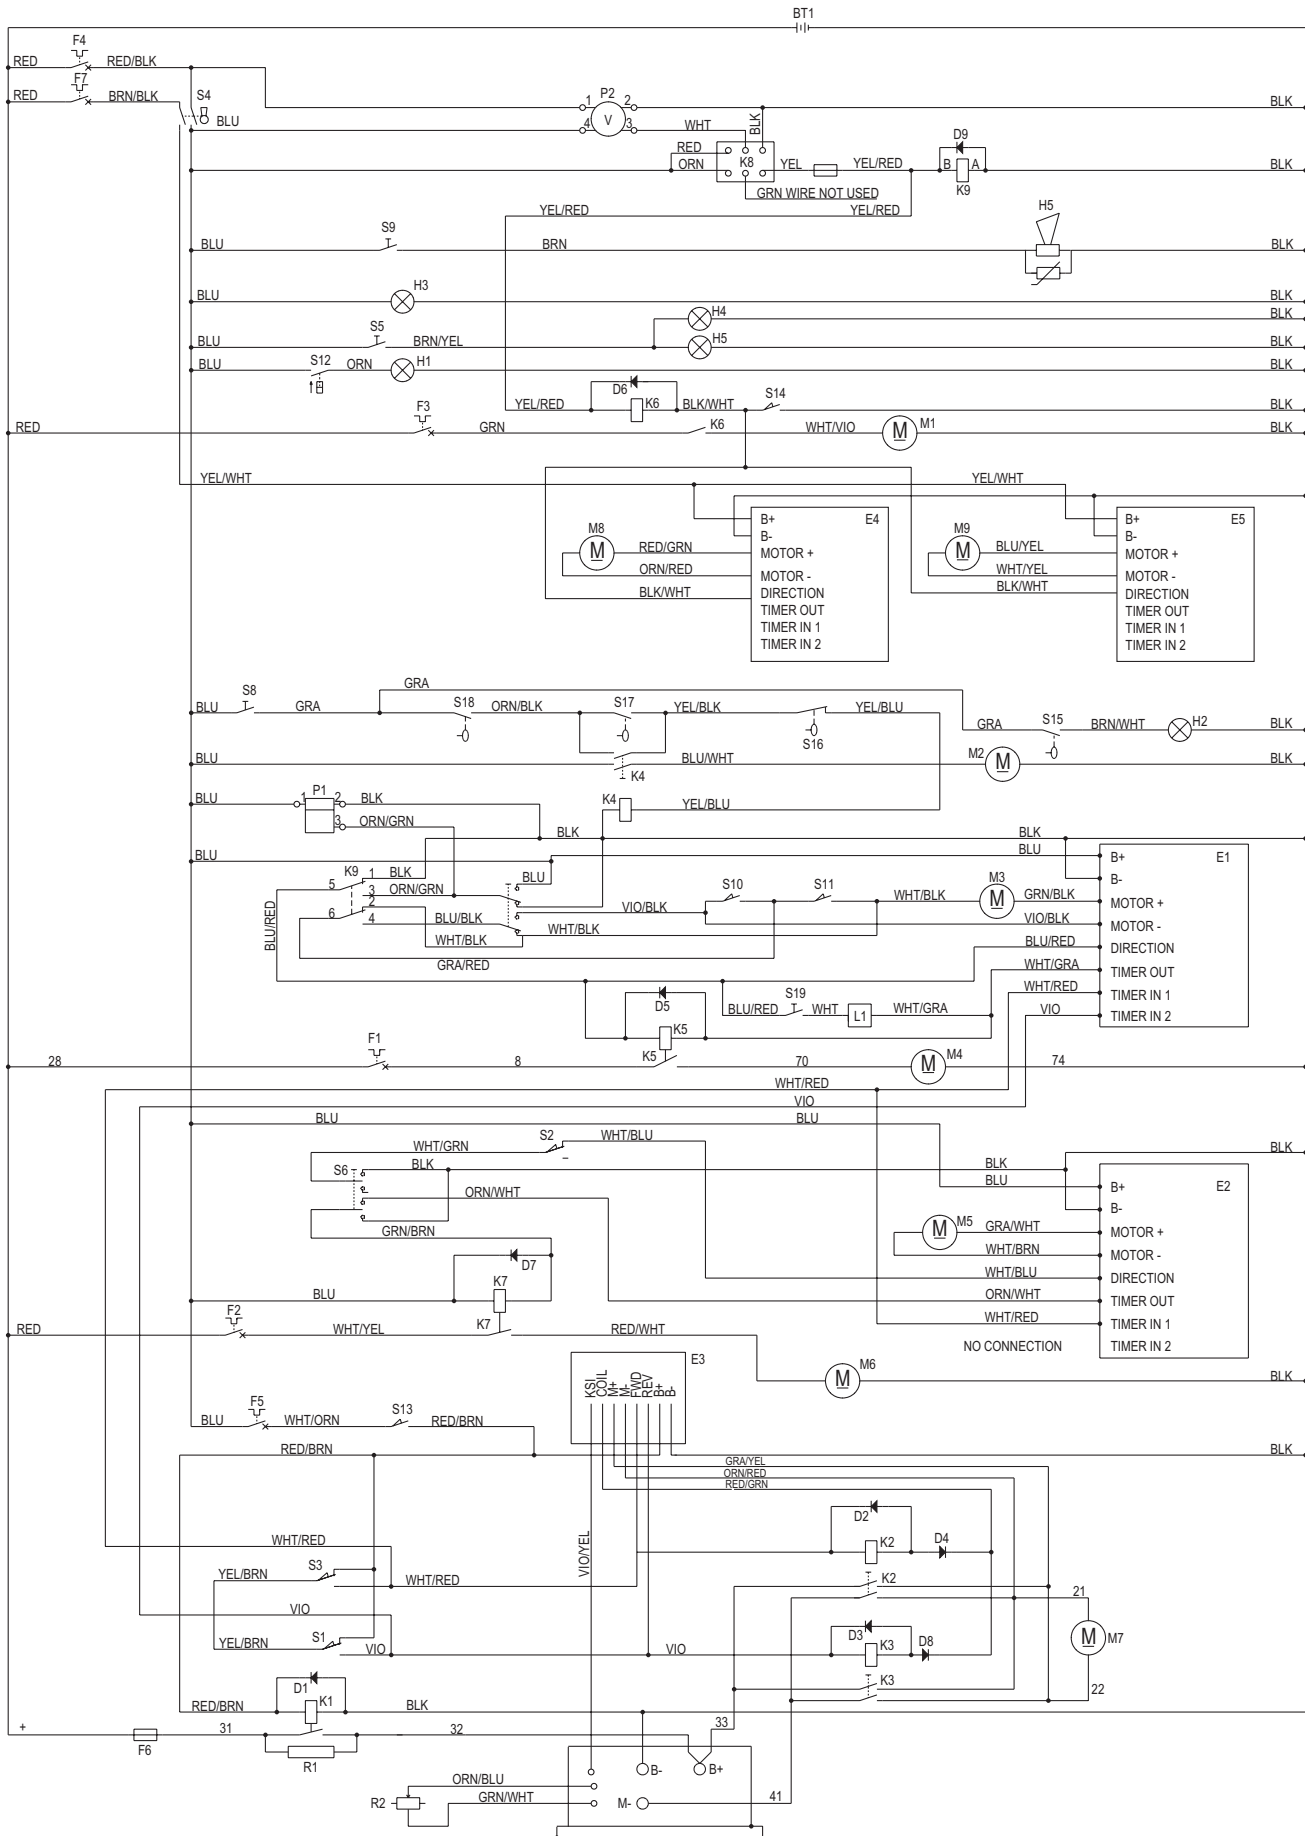 BT1
F4
RED RED/BLK
F7
RED BRN/BLK S4
BLU
P2
1 2
V
4 3
WHT
BLK
BLK
RED
ORN
K8
YEL YEL/RED
D9
B A
K9
BLK
GRN WIRE NOT USED
YEL/RED YEL/RED
H5
S9
BLU BRN BLK
H3
BLU BLK
H4
BLK
S5
BLU BRN/YEL H5 BLK
S12
BLU ORN H1 BLK
D6
YEL/RED K6 BLK/WHT S14 BLK
F3
RED GRN K6 WHT/VIO M M1 BLK
YEL/WHT YEL/WHT
B+ E4
B-
M8
M RED/GRN MOTOR +
ORN/RED MOTOR -
BLK/WHT DIRECTION
TIMER OUT
TIMER IN 1
TIMER IN 2
B+ E5
B-
M9
M BLU/YEL MOTOR +
WHT/YEL MOTOR -
BLK/WHT DIRECTION
TIMER OUT
TIMER IN 1
TIMER IN 2
GRA
S8
BLU GRA S18 ORN/BLK S17 YEL/BLK S16 YEL/BLU
GRA S15 BRN/WHT H2 BLK
BLU K4 BLU/WHT M2 M BLK
P1
BLU 1 2 BLK
3 ORN/GRN
K4 YEL/BLU
BLK BLK
BLU BLU
K9
5 1 BLK
3 ORN/GRN
2
6 4 BLU/BLK
WHT/BLK
BLU
VIO/BLK
WHT/BLK
S10 S11 WHT/BLK M3 M
GRA/RED
BLU/RED
B+ E1
B-
GRN/BLK MOTOR +
VIO/BLK MOTOR -
BLU/RED DIRECTION
WHT/GRA TIMER OUT
WHT/RED TIMER IN 1
VIO TIMER IN 2
D5
K5
BLU/RED S19 WHT L1 WHT/GRA
F1
28 8 K5 70 M M4 74
WHT/RED
VIO
BLU BLU
S2
WHT/GRN WHT/BLU
S6 BLK BLK BLK
BLU
ORN/WHT
GRN/BRN
B+ E2
B-
M M5 GRA/WHT MOTOR +
WHT/BRN MOTOR -
WHT/BLU DIRECTION
ORN/WHT TIMER OUT
WHT/RED TIMER IN 1
NO CONNECTION TIMER IN 2
D7
BLU K7
F2
RED WHT/YEL K7 RED/WHT
M M6 BLK
E3
KSI COIL M+ M- FWD REV B+ B-
F5
BLU WHT/ORN S13 RED/BRN
RED/BRN BLK
GRA/YEL
ORN/RED
RED/GRN
D2
K2 D4
VIO/YEL
WHT/RED
S3
YEL/BRN WHT/RED
K2
21
VIO
S1
YEL/BRN VIO VIO
D3
K3 D8
M M7
K3
22
D1
RED/BRN K1 BLK
+ 31 32 33
F6
R1
B- B+
ORN/BLU
R2 GRN/WHT
M- 41